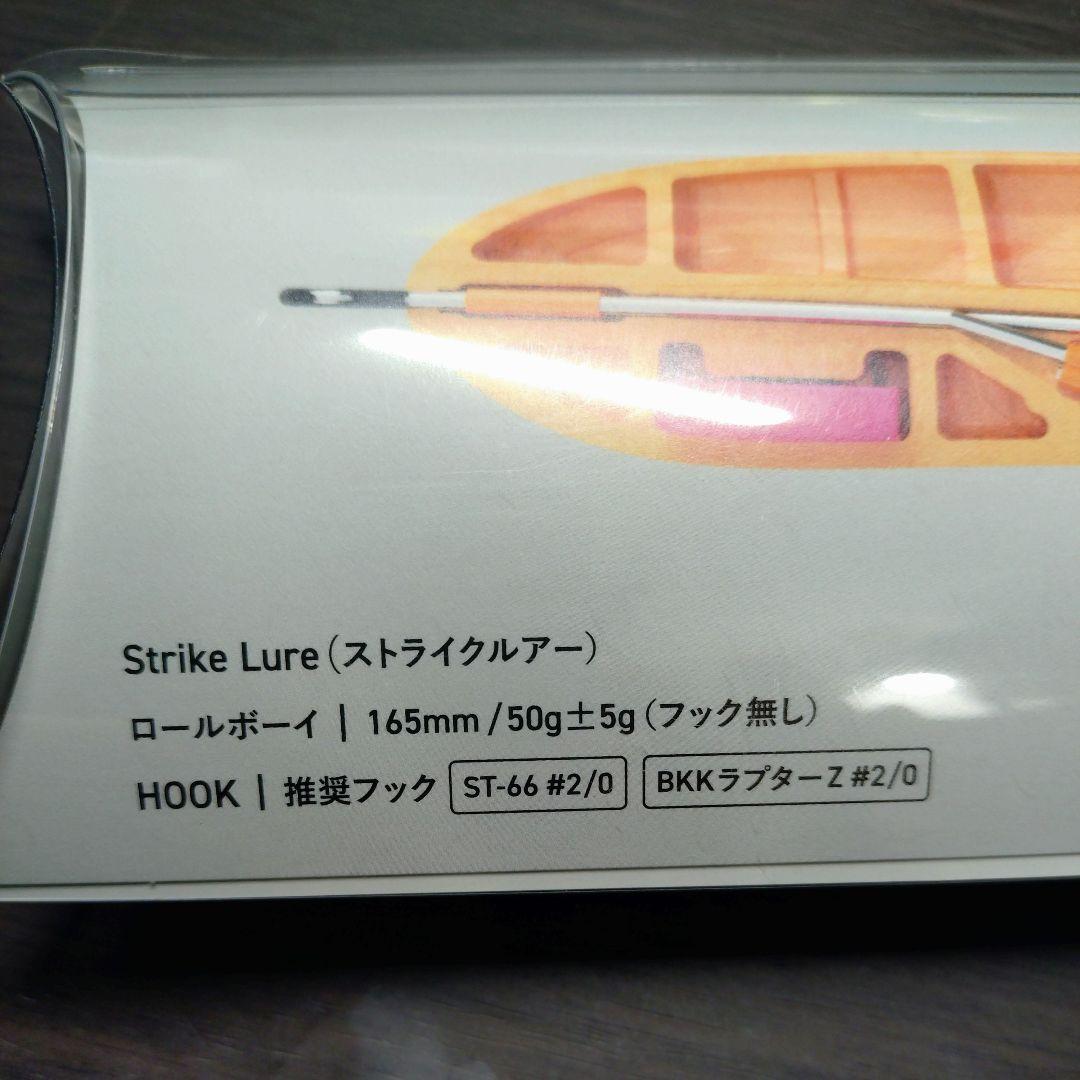 Strike Lure（ストライクルアー）
ロールボーイ | 165mm / 50g±5g（フック無し）
HOOK | 推奨フック ST-66 #2/0 BKKラプターZ #2/0